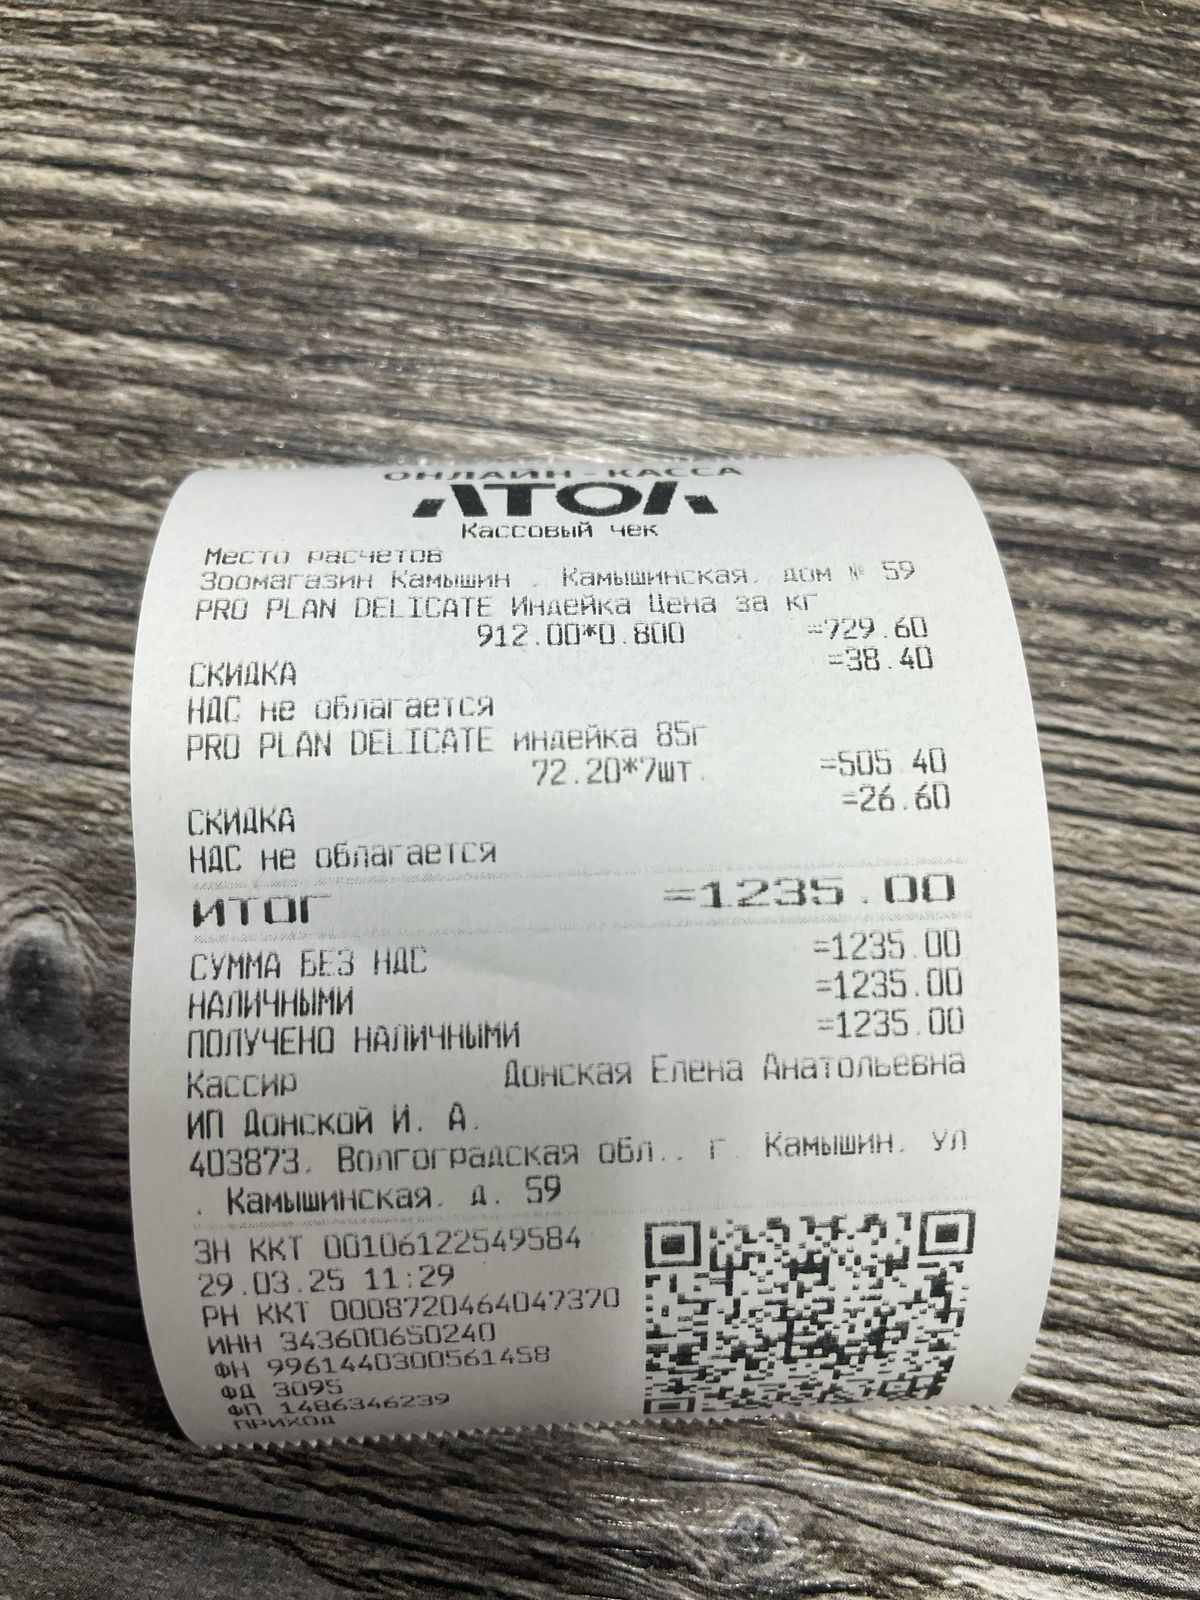 ОНЛАЙН-КАССА
АТОЛ
Кассовый чек
Место расчетов
Зоомагазин Камышин , Камышинская, дом № 59
PRO PLAN DELICATE Индейка Цена за кг
912.00*0.800 =729.60
СКИДКА =38.40
НДС не облагается
PRO PLAN DELICATE индейка 85г
72.20*7шт. =505.40
СКИДКА =26.60
НДС не облагается
ИТОГ =1235.00
СУММА БЕЗ НДС =1235.00
НАЛИЧНЫМИ =1235.00
ПОЛУЧЕНО НАЛИЧНЫМИ =1235.00
Кассир Донская Елена Анатольевна
ИП Донской И. А.
403873, Волгоградская обл., г. Камышин, ул
. Камышинская, д. 59
ЗН ККТ 00106122549584
29.03.25 11:29
РН ККТ 0008720464047370
ИНН 343600650240
ФН 9961440300561458
ФД 3095
ФП 1486346239
ПРИХОД